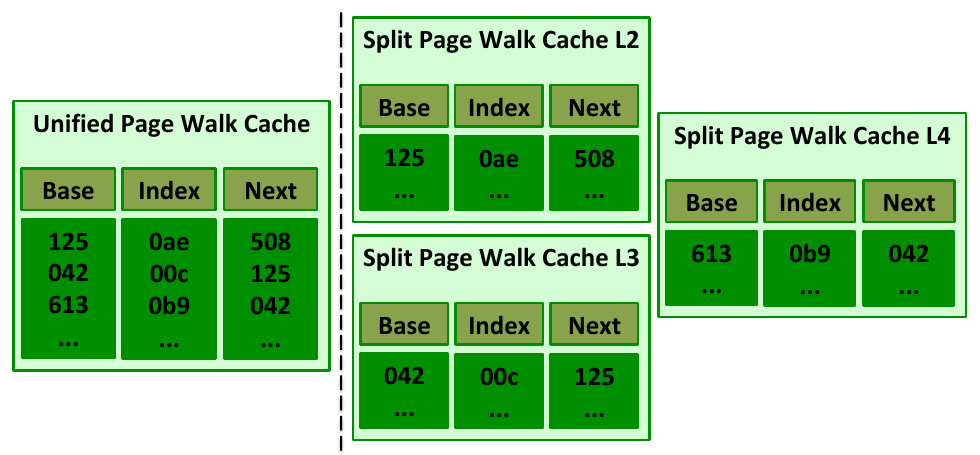 Unified Page Walk Cache
Base Index Next
125 0ae 508
042 00c 125
613 0b9 042
... ... ...
Split Page Walk Cache L2
Base Index Next
125 0ae 508
... ... ...
Split Page Walk Cache L3
Base Index Next
042 00c 125
... ... ...
Split Page Walk Cache L4
Base Index Next
613 0b9 042
... ... ...